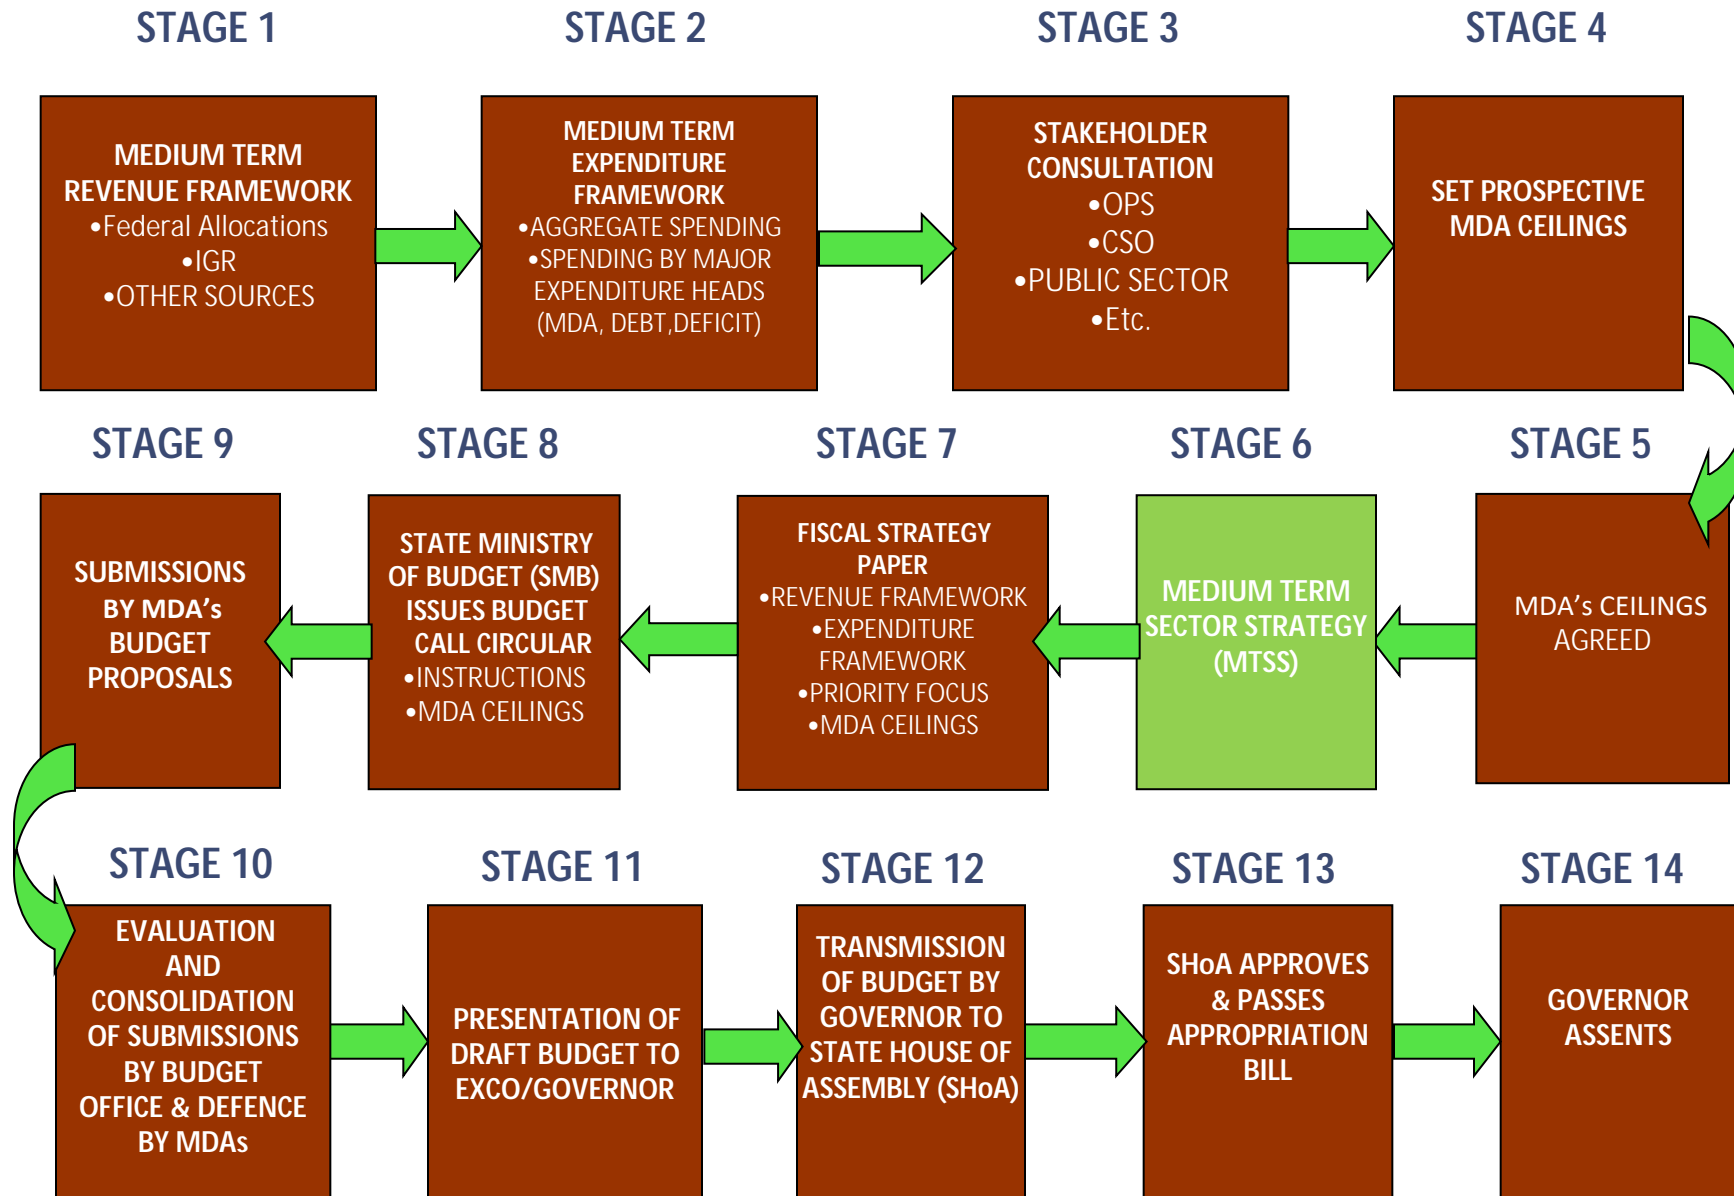 STAGE 1
STAGE 2
STAGE 3
STAGE 4
MEDIUM TERM
REVENUE FRAMEWORK
•Federal Allocations
•IGR
•OTHER SOURCES
MEDIUM TERM
EXPENDITURE
FRAMEWORK
•AGGREGATE SPENDING
•SPENDING BY MAJOR
EXPENDITURE HEADS
(MDA, DEBT,DEFICIT)
STAKEHOLDER
CONSULTATION
•OPS
•CSO
•PUBLIC SECTOR
•Etc.
SET PROSPECTIVE
MDA CEILINGS
STAGE 9
STAGE 8
STAGE 7
STAGE 6
STAGE 5
SUBMISSIONS
BY MDA's
BUDGET
PROPOSALS
STATE MINISTRY
OF BUDGET (SMB)
ISSUES BUDGET
CALL CIRCULAR
•INSTRUCTIONS
•MDA CEILINGS
FISCAL STRATEGY
PAPER
•REVENUE FRAMEWORK
•EXPENDITURE
FRAMEWORK
•PRIORITY FOCUS
•MDA CEILINGS
MEDIUM TERM
SECTOR STRATEGY
(MTSS)
MDA's CEILINGS
AGREED
STAGE 10
STAGE 11
STAGE 12
STAGE 13
STAGE 14
EVALUATION
AND
CONSOLIDATION
OF SUBMISSIONS
BY BUDGET
OFFICE & DEFENCE
BY MDAs
PRESENTATION OF
DRAFT BUDGET TO
EXCO/GOVERNOR
TRANSMISSION
OF BUDGET BY
GOVERNOR TO
STATE HOUSE OF
ASSEMBLY (SHoA)
SHoA APPROVES
& PASSES
APPROPRIATION
BILL
GOVERNOR
ASSENTS